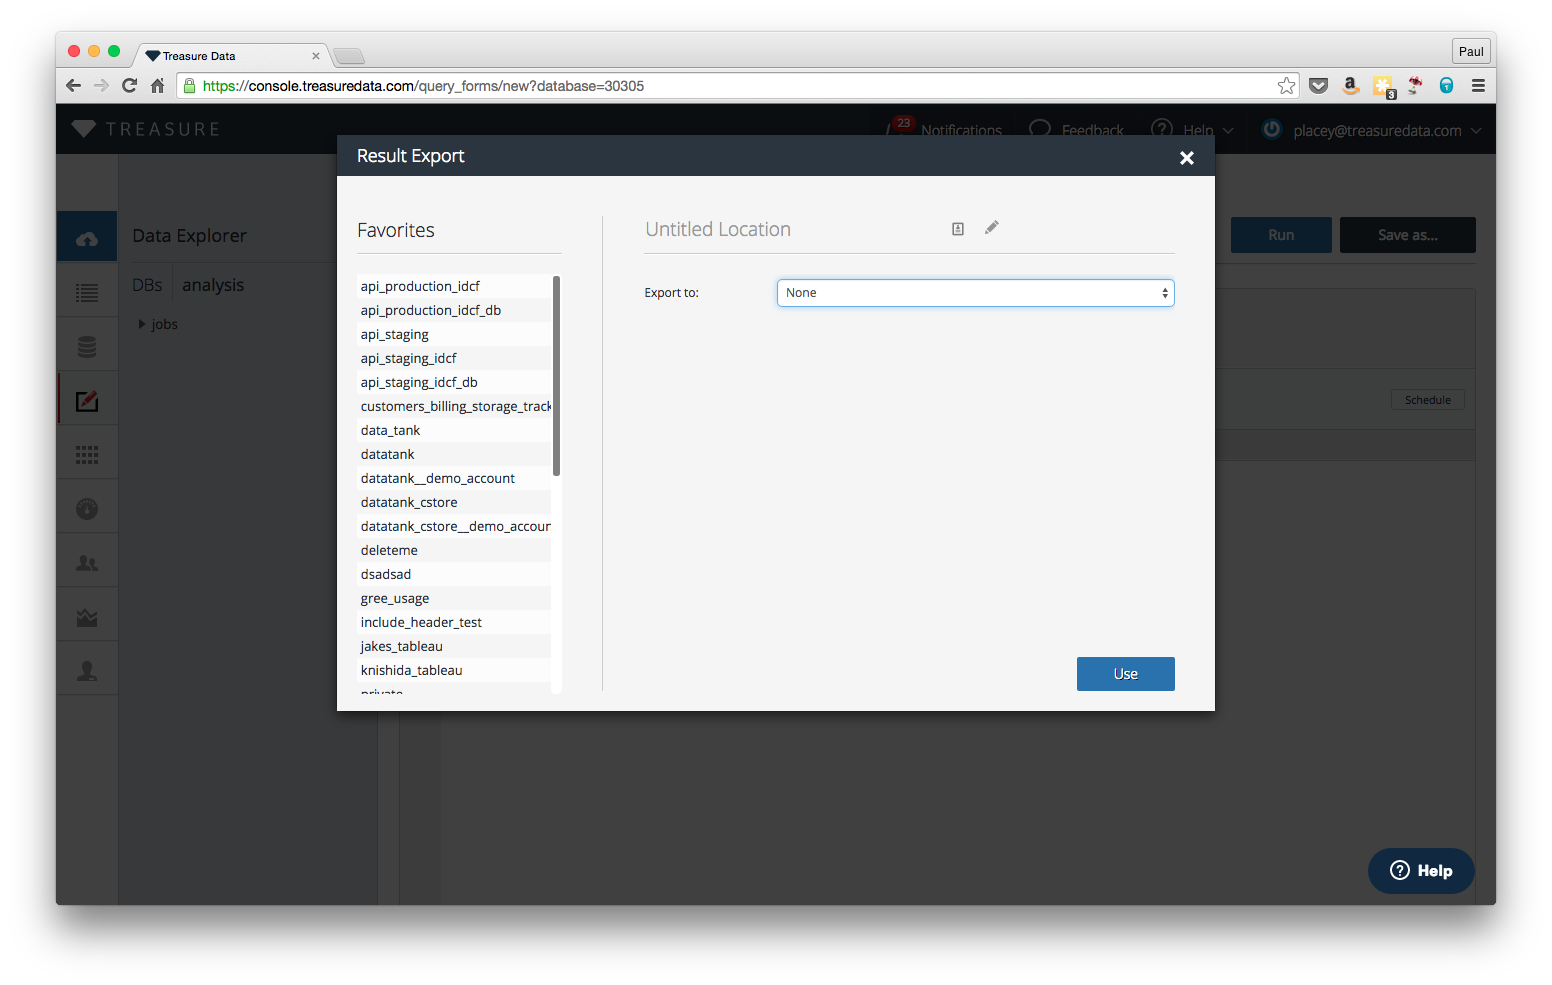 Treasure Data
Paul
https://console.treasuredata.com/query_forms/new?database=30305
3
TREASURE
23
Notifications
Feedback
Help
placey@treasuredata.com
Result Export
Data Explorer
DBs
analysis
jobs
Favorites
api_production_idcf
api_production_idcf_db
api_staging
api_staging_idcf
api_staging_idcf_db
customers_billing_storage_track
data_tank
datatank
datatank__demo_account
datatank_cstore
datatank_cstore__demo_accour
deleteme
dsadsad
gree_usage
include_header_test
jakes_tableau
knishida_tableau
private
Untitled Location
Export to:
None
Use
Run
Save as...
Schedule
Help